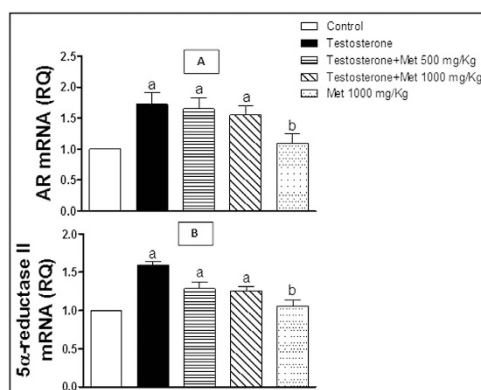 Control
Testosterone
Testosterone+Met 500 mg/Kg
Testosterone+Met 1000 mg/Kg
Met 1000 mg/Kg
A
AR mRNA (RQ)
2.5
2.0
1.5
1.0
0.5
0.0
a
a
a
b
B
5α-reductase II
mRNA (RQ)
2.0
1.5
1.0
0.5
0.0
a
a
a
b